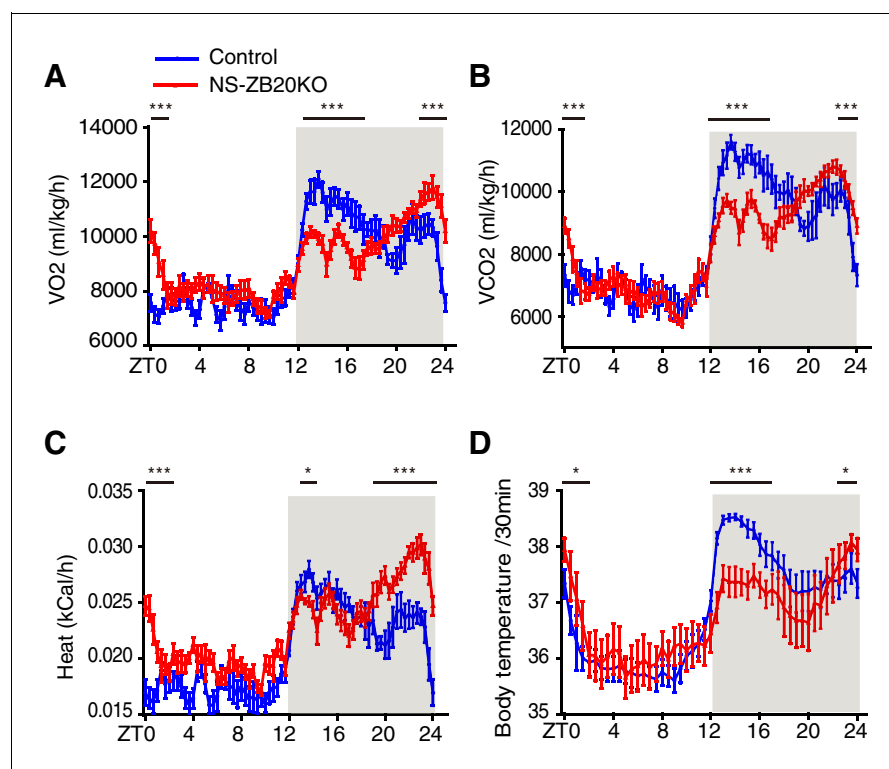 Control
NS-ZB20KO
A
***
***
***
VO2 (ml/kg/h)
14000
12000
10000
8000
6000
ZT0 4 8 12 16 20 24
B
***
***
***
VCO2 (ml/kg/h)
12000
10000
8000
6000
ZT0 4 8 12 16 20 24
C
***
*
***
Heat (kCal/h)
0.035
0.030
0.025
0.020
0.015
ZT0 4 8 12 16 20 24
D
*
***
*
Body temperature /30min
39
38
37
36
35
ZT0 4 8 11 12 16 20 24